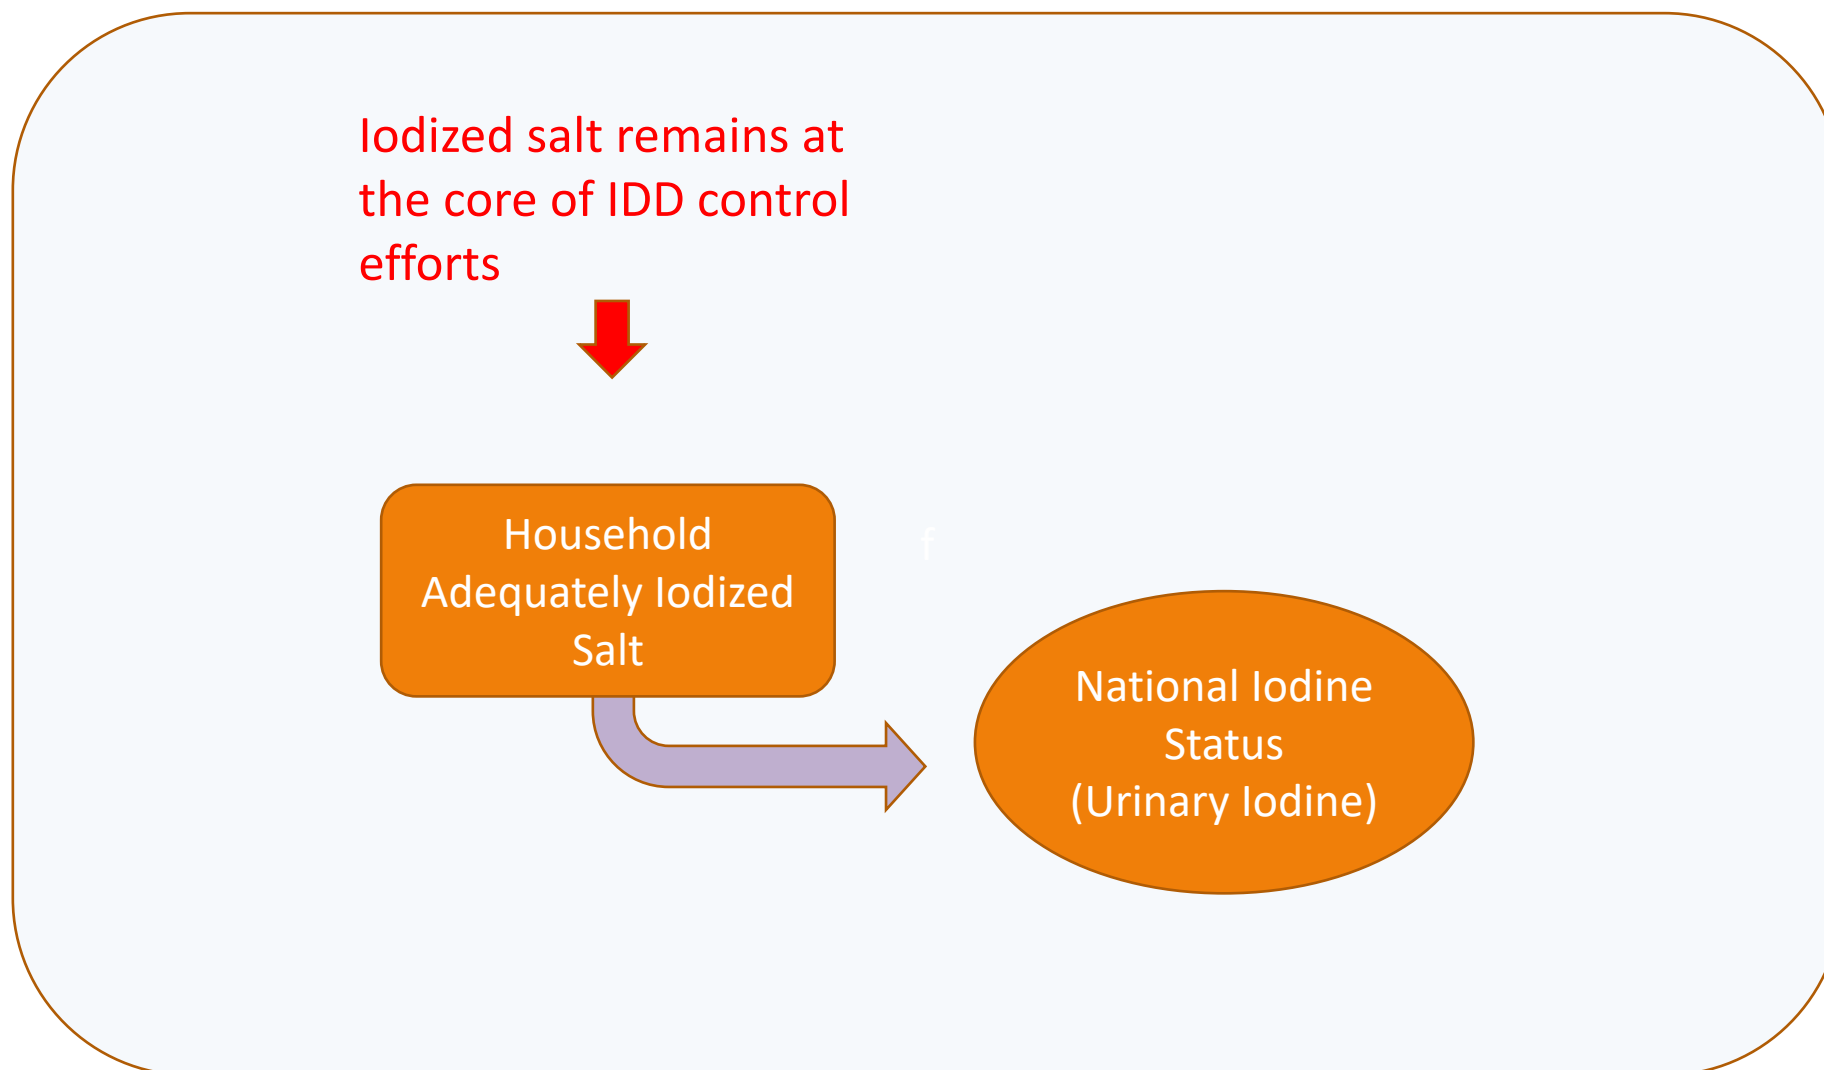 Iodized salt remains at
the core of IDD control
efforts
Household
Adequately Iodized
Salt
f
National Iodine
Status
(Urinary Iodine)